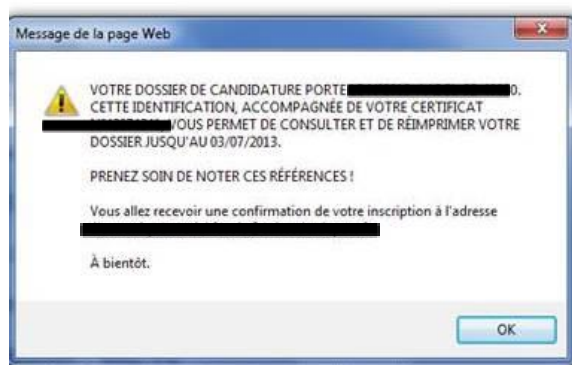 Message de la page Web
VOTRE DOSSIER DE CANDIDATURE PORTE 0.
CETTE IDENTIFICATION, ACCOMPAGNÉE DE VOTRE CERTIFICAT
VOUS PERMET DE CONSULTER ET DE RÉIMPRIMER VOTRE
DOSSIER JUSQU'AU 03/07/2013.
PRENEZ SOIN DE NOTER CES RÉFÉRENCES !
Vous allez recevoir une confirmation de votre inscription à l'adresse
À bientôt.
OK